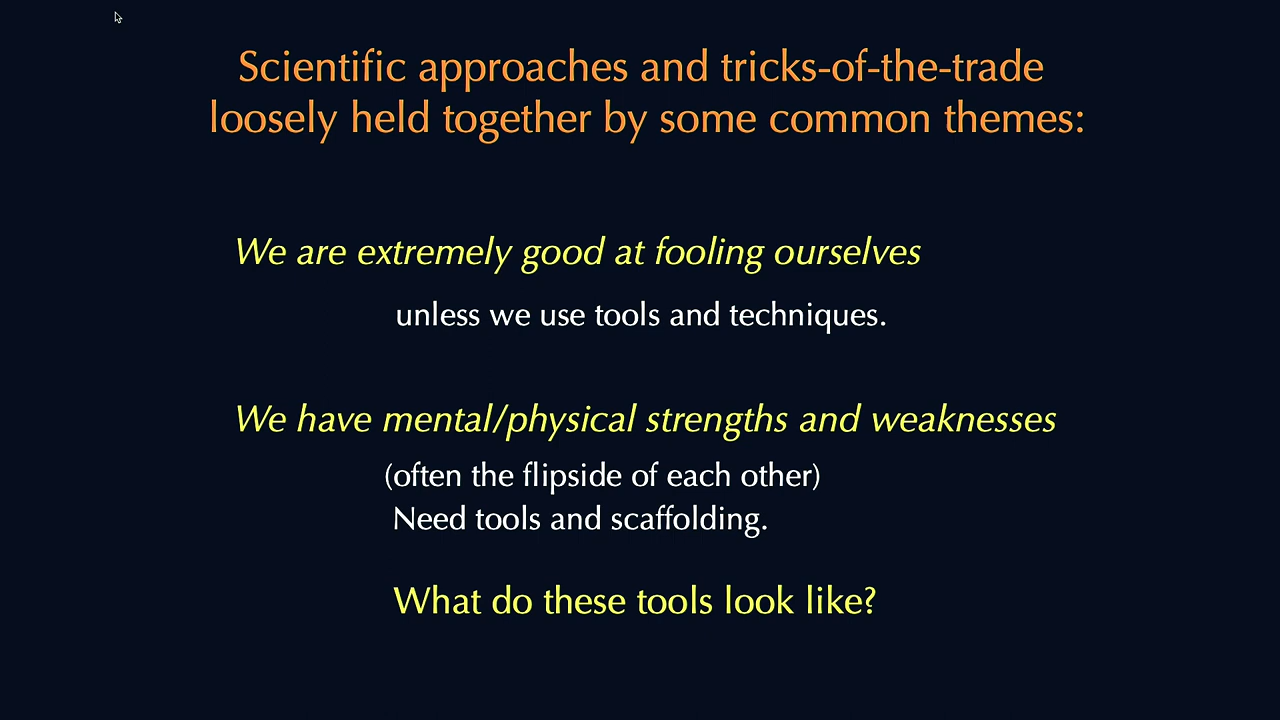 Scientific approaches and tricks-of-the-trade
loosely held together by some common themes:
We are extremely good at fooling ourselves
unless we use tools and techniques.
We have mental/physical strengths and weaknesses
(often the flipside of each other)
Need tools and scaffolding.
What do these tools look like?